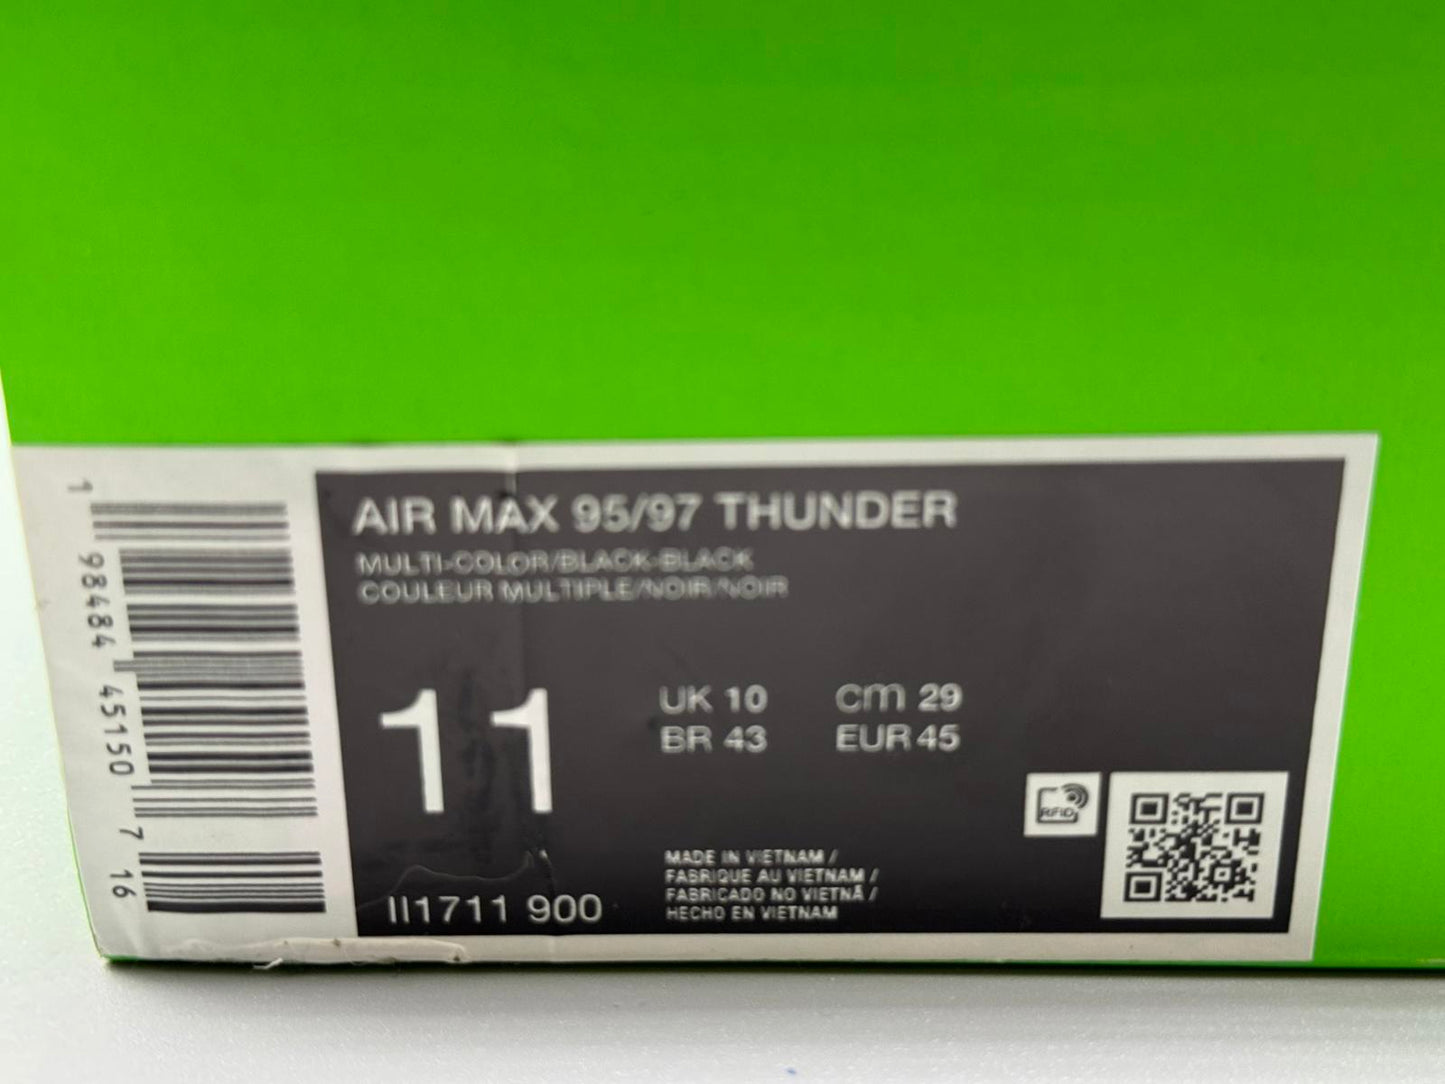 1 98484 45150 7 16
AIR MAX 95/97 THUNDER
MULTI-COLOR/BLACK-BLACK
COULEUR MULTIPLE/NOIR/NOIR
11
UK 10 cm 29
BR 43 EUR 45
RFID
II1711 900
MADE IN VIETNAM /
FABRIQUE AU VIETNAM /
FABRICADO NO VIETNÃ /
HECHO EN VIETNAM